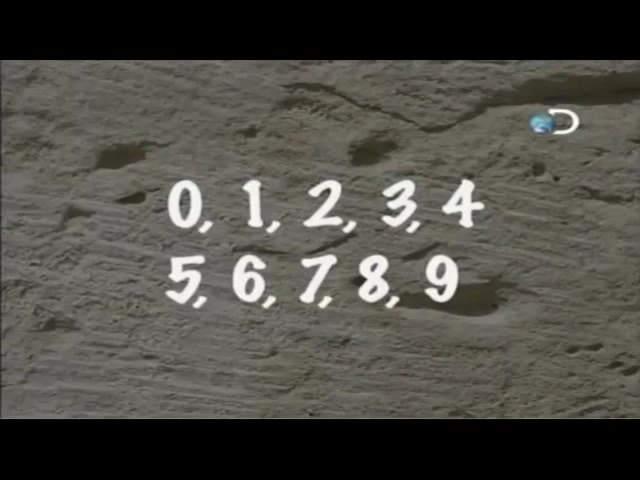 0, 1, 2, 3, 4
5, 6, 7, 8, 9